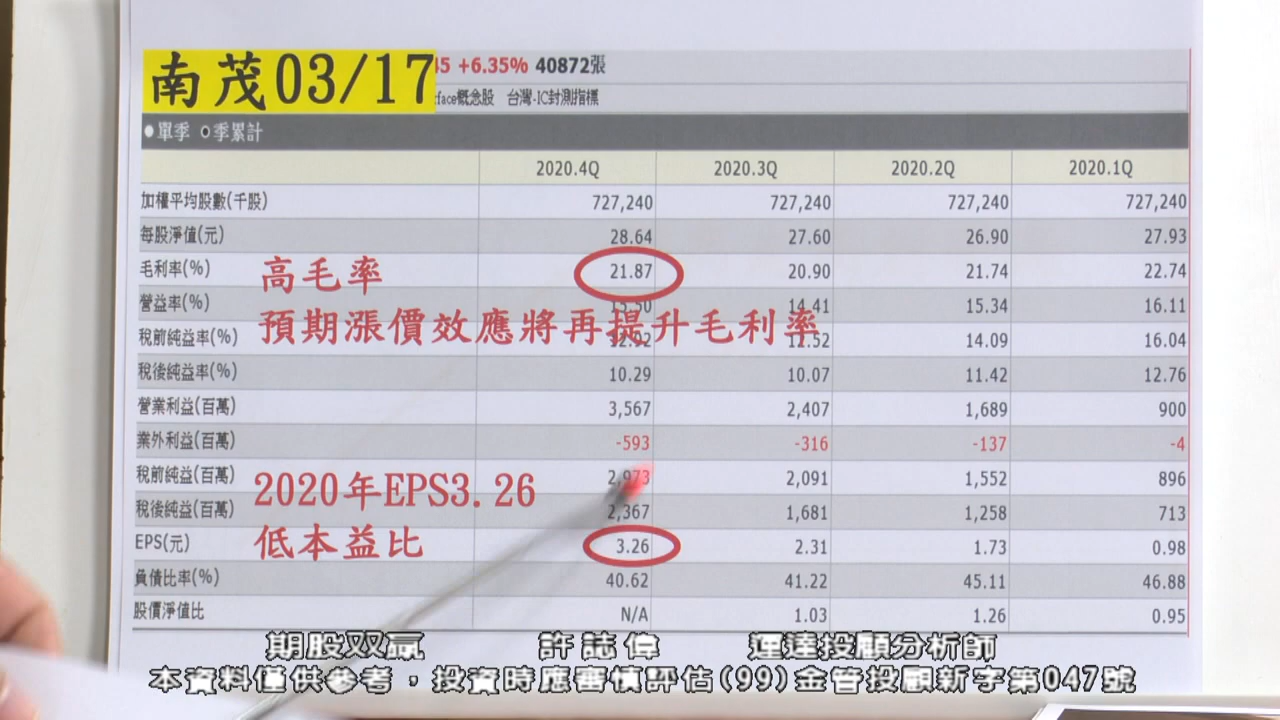 南茂03/17 45 +6.35% 40872張
face概念股 台灣-IC封測指標
●單季 ○季累計
2020.4Q 2020.3Q 2020.2Q 2020.1Q
加權平均股數(千股) 727,240 727,240 727,240 727,240
每股淨值(元) 28.64 27.60 26.90 27.93
毛利率(%) 高毛率 21.87 20.90 21.74 22.74
營益率(%) 15.50 14.41 15.34 16.11
預期漲價效應將再提升毛利率
稅前純益率(%) 12.52 14.09 16.04
稅後純益率(%) 10.29 10.07 11.42 12.76
營業利益(百萬) 3,567 2,407 1,689 900
業外利益(百萬) -593 -316 -137 -4
稅前純益(百萬) 2,973 2,091 1,552 896
2020年EPS3.26
稅後純益(百萬) 2,367 1,681 1,258 713
EPS(元) 低本益比 3.26 2.31 1.73 0.98
負債比率(%) 40.62 41.22 45.11 46.88
股價淨值比 N/A 1.03 1.26 0.95
期股双贏 許誌偉 運達投顧分析師
本資料僅供參考，投資時應審慎評估(99)金管投顧新字第047號